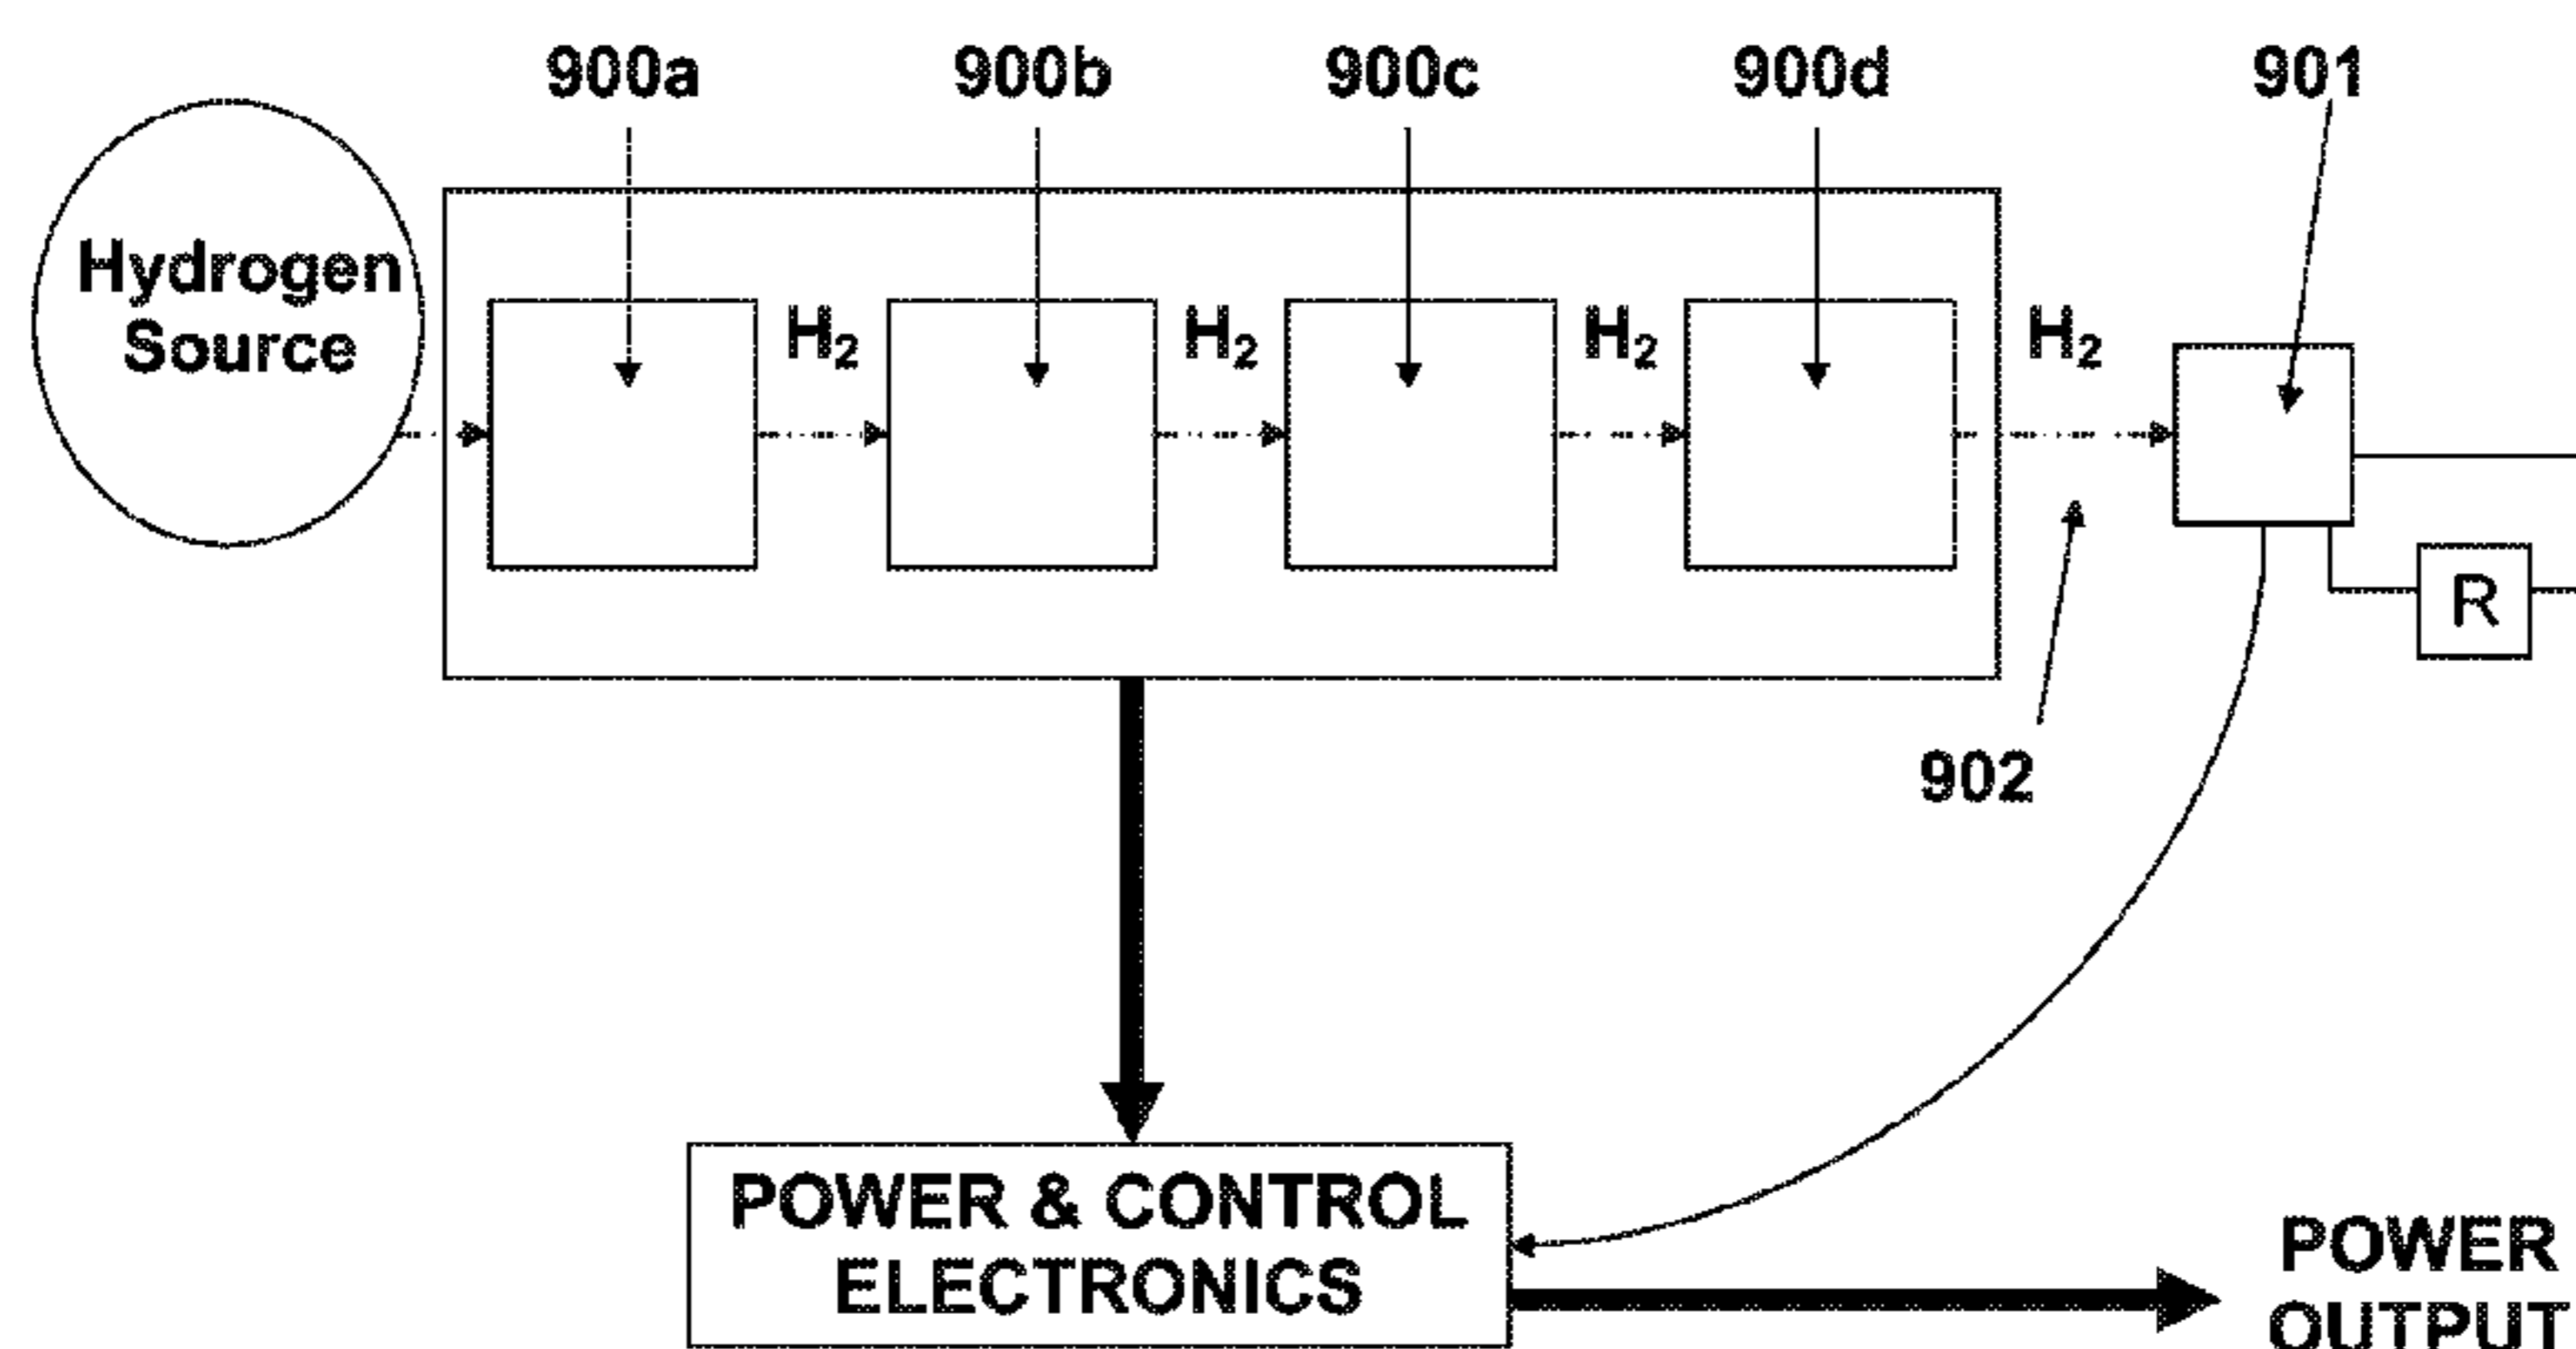 900a 900b 900c 900d 901
Hydrogen
Source
H₂ H₂ H₂ H₂
R
902
POWER & CONTROL
ELECTRONICS
POWER
OUTPUT